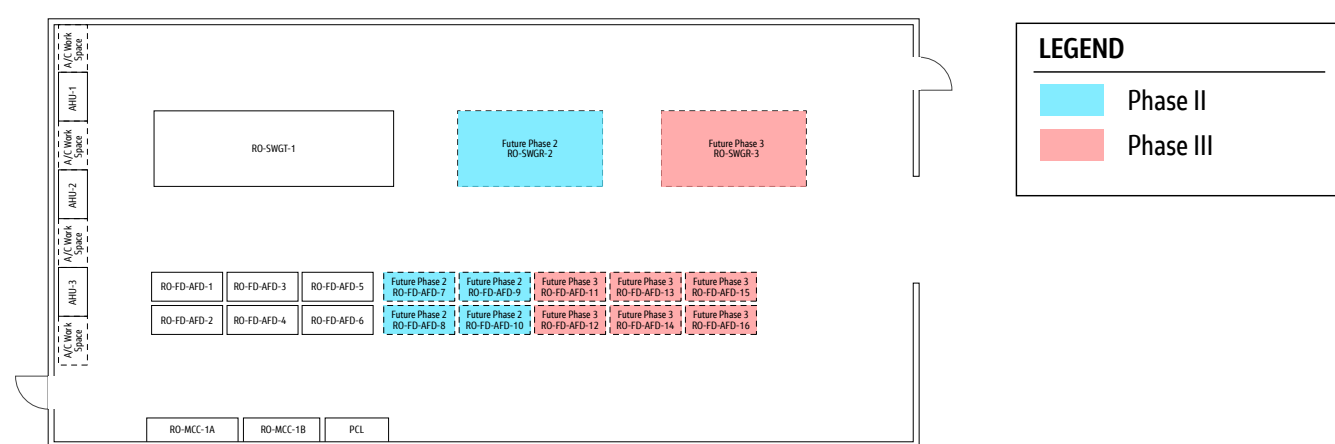 LEGEND
Phase II
Phase III
A/C Work
Space
AHU-1
A/C Work
Space
AHU-2
A/C Work
Space
AHU-3
A/C Work
Space
RO-SWGT-1
Future Phase 2
RO-SWGR-2
Future Phase 3
RO-SWGR-3
RO-FD-AFD-1
RO-FD-AFD-3
RO-FD-AFD-5
Future Phase 2
RO-FD-AFD-7
Future Phase 2
RO-FD-AFD-9
Future Phase 3
RO-FD-AFD-11
Future Phase 3
RO-FD-AFD-13
Future Phase 3
RO-FD-AFD-15
RO-FD-AFD-2
RO-FD-AFD-4
RO-FD-AFD-6
Future Phase 2
RO-FD-AFD-8
Future Phase 2
RO-FD-AFD-10
Future Phase 3
RO-FD-AFD-12
Future Phase 3
RO-FD-AFD-14
Future Phase 3
RO-FD-AFD-16
RO-MCC-1A
RO-MCC-1B
PCL